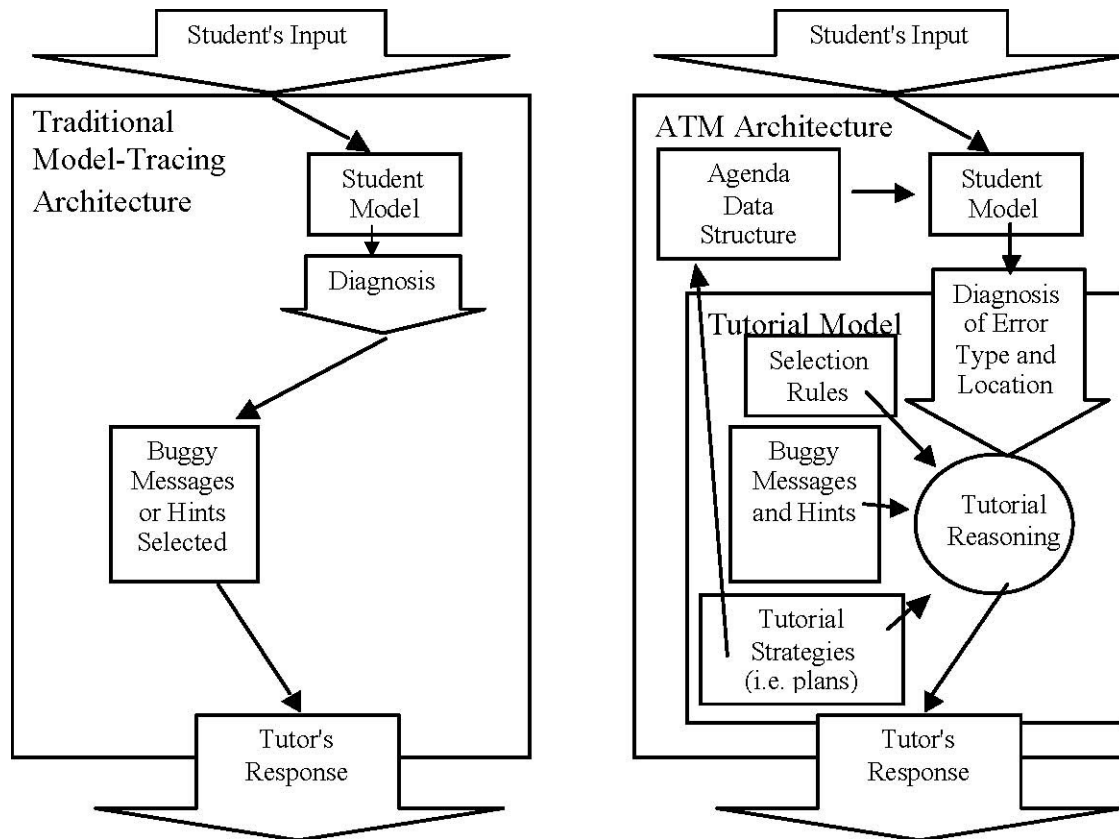 Student's Input
Traditional
Model-Tracing
Architecture
Student
Model
Diagnosis
Buggy
Messages
or Hints
Selected
Tutor's
Response
Student's Input
ATM Architecture
Agenda
Data
Structure
Student
Model
Diagnosis
of Error
Type and
Location
Tutorial Model
Selection
Rules
Buggy
Messages
and Hints
Tutorial
Reasoning
Tutorial
Strategies
(i.e. plans)
Tutor's
Response